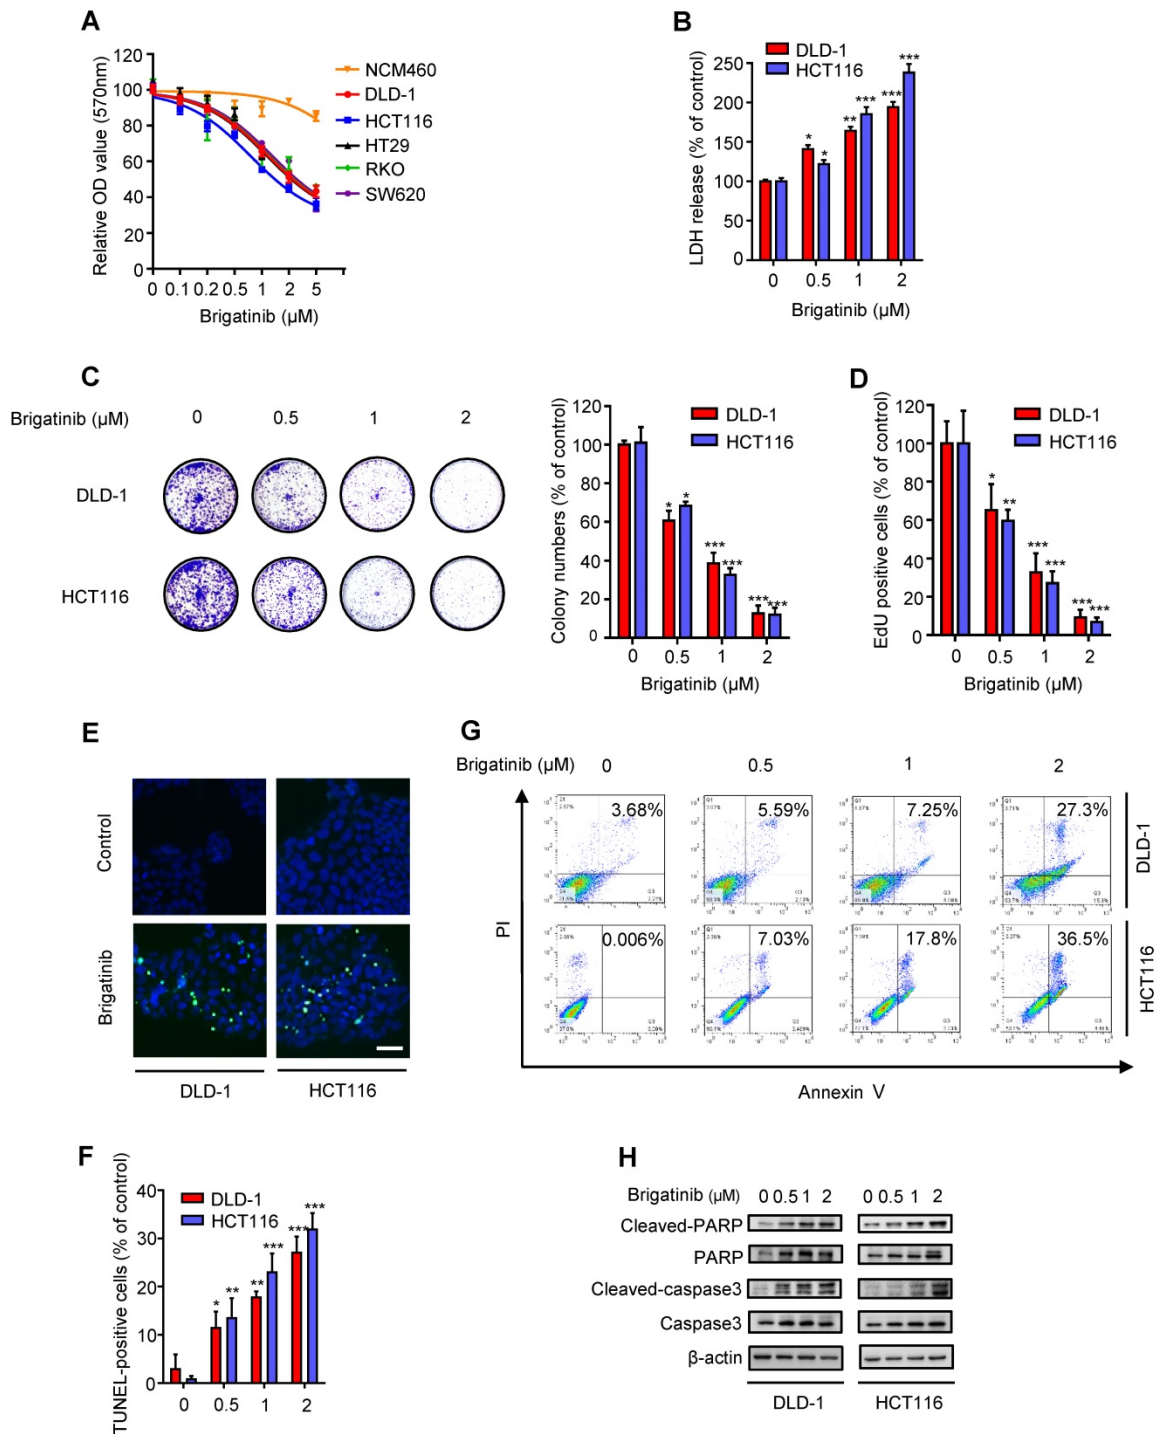 A
Relative OD value (570nm)
120
100
80
60
40
20
0
0 0.1 0.2 0.5 1 2 5
Brigatinib (µM)
NCM460
DLD-1
HCT116
HT29
RKO
SW620
B
LDH release (% of control)
250
200
150
100
50
0
DLD-1
HCT116
* * ** *** *** ***
0 0.5 1 2
Brigatinib (µM)
C
Brigatinib (µM) 0 0.5 1 2
DLD-1
HCT116
Colony numbers (% of control)
120
100
80
60
40
20
0
DLD-1
HCT116
* * *** *** *** ***
0 0.5 1 2
Brigatinib (µM)
D
EdU positive cells (% of control)
120
100
80
60
40
20
0
DLD-1
HCT116
* ** *** *** *** ***
0 0.5 1 2
Brigatinib (µM)
E
Control
Brigatinib
DLD-1 HCT116
G
Brigatinib (µM) 0 0.5 1 2
3.68% 5.59% 7.25% 27.3%
DLD-1
0.006% 7.03% 17.8% 36.5%
HCT116
PI
Annexin V
F
TUNEL-positive cells (% of control)
40
30
20
10
0
DLD-1
HCT116
* ** ** *** *** ***
0 0.5 1 2
H
Brigatinib (µM) 0 0.5 1 2 0 0.5 1 2
Cleaved-PARP
PARP
Cleaved-caspase3
Caspase3
β-actin
DLD-1 HCT116